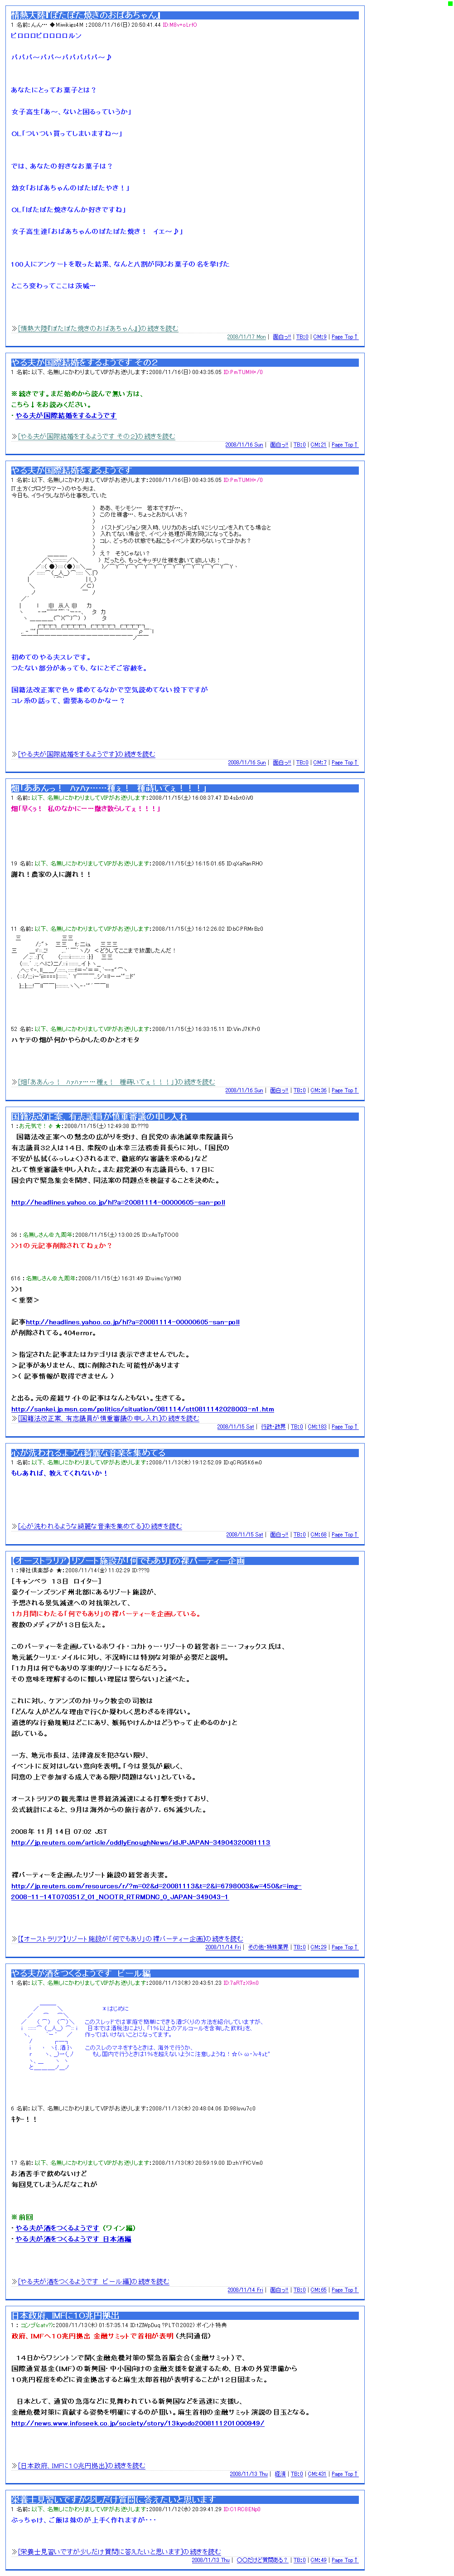 情熱大陸『ぽたぽた焼きのおばあちゃん』
1 名前:んん… ◆Mieekigs4M :2008/11/16(日) 20:50:41.44
ピロロロピロロロロルン
パパパ～パパ～パパパパパパ～♪
あなたにとってお菓子とは？
女子高生「あ～、ないと困るっていうか」
OL「ついつい買ってしまいますね～」
では、あなたの好きなお菓子は？
幼女「おばあちゃんのぽたぽたやき！」
OL「ぽたぽた焼きなんか好きですね」
女子高生達「おばあちゃんのぽたぽた焼き！ イェ～♪」
100人にアンケートを取った結果、なんと八割が同じお菓子の名を挙げた
ところ変わってここは茨城…
≫[情熱大陸『ぽたぽた焼きのおばあちゃん』]の続きを読む
2008/11/17 Mon | 面白っ!! | TB:0 | CM:9 | Page Top↑
やる夫が国際結婚をするようです その２
1 名前:以下、名無しにかわりましてVIPがお送りします:2008/11/16(日) 00:43:35.05
※続きです。まだ始めから読んで無い方は、
こちら↓をお読みください。
・やる夫が国際結婚をするようです
≫[やる夫が国際結婚をするようです その２]の続きを読む
2008/11/16 Sun | 面白っ!! | TB:0 | CM:21 | Page Top↑
やる夫が国際結婚をするようです
1 名前:以下、名無しにかわりましてVIPがお送りします:2008/11/16(日) 00:43:35.05
IT土方(プログラマー)のやる夫は、
今日も、イライラしながら仕事をしていた
） ああ、モシモシ… 岩本ですが…、
） この仕様書…、ちょっとおかしいお？
）
） バストダンジョン突入時、リュカのおっぱいにシリコンを入れてる場合と
） 入れてない場合で、イベント処理が両方同じになってるお。
） コレ、どっちの状態でも起こるイベント変わらないってコトかお？
）
） え？ そうじゃない？
） だったら、もっとキッチリ仕様を書いて欲しいお！
初めてのやる夫スレです。
つたない部分があっても、なにとぞご容赦を。
国籍法改正案で色々揉めてるなかで空気読めてない投下ですが
コレ系の話って、需要あるのかなー？
≫[やる夫が国際結婚をするようです]の続きを読む
2008/11/16 Sun | 面白っ!! | TB:0 | CM:7 | Page Top↑
畑「ああんっ！ ﾊｧﾊｧ……種ぇ！ 種蒔いてぇ！！！」
1 名前:以下、名無しにかわりましてVIPがお送りします:2008/11/15(土) 16:08:37.47
畑「早くっ！ 私のなかにーー撒き散らしてぇ！！！」
19 名前:以下、名無しにかわりましてVIPがお送りします:2008/11/15(土) 16:15:01.65
謝れ！農家の人に謝れ！！
11 名前:以下、名無しにかわりましてVIPがお送りします:2008/11/15(土) 16:12:26.02
＜どうしてここまで放置したんだ！
52 名前:以下、名無しにかわりましてVIPがお送りします:2008/11/15(土) 16:33:15.11
ハヤテの畑が何かやらかしたのかとオモタ
≫[畑「ああんっ！ ﾊｧﾊｧ……種ぇ！ 種蒔いてぇ！！！」]の続きを読む
2008/11/16 Sun | 面白っ!! | TB:0 | CM:36 | Page Top↑
国籍法改正案、有志議員が慎重審議の申し入れ
1 :お元気で！φ ★:2008/11/15(土) 12:49:38 ID:???0
国籍法改正案への懸念の広がりを受け、自民党の赤池誠章衆院議員ら
有志議員３２人は１４日、衆院の山本幸三法務委員長らに対し、「国民の
不安が払拭(ふっしょく)されるまで、徹底的な審議を求める」など
として慎重審議を申し入れた。また超党派の有志議員らも、１７日に
国会内で緊急集会を開き、同法案の問題点を検証することを決めた。
http://headlines.yahoo.co.jp/hl?a=20081114-00000605-san-pol
36 :名無しさん＠九周年:2008/11/15(土) 13:00:25
>>1の元記事削除されてねぇか？
616 :名無しさん＠九周年:2008/11/15(土) 16:31:49
>>1
＜重要＞
記事http://headlines.yahoo.co.jp/hl?a=20081114-00000605-san-pol
が削除されてる。404error。
＞指定された記事またはカテゴリは表示できませんでした。
＞記事がありません、既に削除された可能性があります
＞( 記事情報が取得できません )
と出る。元の産経サイトの記事はなんともない。生きてる。
http://sankei.jp.msn.com/politics/situation/081114/stt0811142028003-n1.htm
≫[国籍法改正案、有志議員が慎重審議の申し入れ]の続きを読む
2008/11/15 Sat | 行政・政界 | TB:0 | CM:183 | Page Top↑
心が洗われるような綺麗な音楽を集めてる
1 名前:以下、名無しにかわりましてVIPがお送りします:2008/11/13(木) 19:12:52.09
もしあれば、教えてくれないか！
≫[心が洗われるような綺麗な音楽を集めてる]の続きを読む
2008/11/15 Sat | 面白っ!! | TB:0 | CM:68 | Page Top↑
【オーストラリア】リゾート施設が「何でもあり」の裸パーティー企画
1 :帰社倶楽部φ ★:2008/11/14(金) 11:02:29 ID:???0
［キャンベラ １３日 ロイター］
豪クイーンズランド州北部にあるリゾート施設が、
予想される景気減速への対抗策として、
１カ月間にわたる「何でもあり」の裸パーティーを企画している。
複数のメディアが１３日伝えた。
このパーティーを企画しているホワイト・コカトゥー・リゾートの経営者トニー・フォックス氏は、
地元紙クーリエ・メイルに対し、不況時には特別な対策が必要だと説明。
「１カ月は何でもありの享楽的リゾートになるだろう。
その意味を理解するのに難しい理屈は要らない」と述べた。
これに対し、ケアンズのカトリック教会の司教は
「どんな人がどんな理由で行くか疑わしく思わざるを得ない。
道徳的な行動規範はどこにあり、嫉妬やけんかはどうやって止めるのか」と
話している。
一方、地元市長は、法律違反を犯さない限り、
イベントに反対はしない意向を表明。「今は景気が厳しく、
同意の上で参加する成人である限り問題はない」としている。
オーストラリアの観光業は世界経済減速による打撃を受けており、
公式統計によると、９月は海外からの旅行者が７．６％減少した。
2008年 11月 14日 07:02 JST
http://jp.reuters.com/article/oddlyEnoughNews/idJPJAPAN-34904320081113
裸パーティーを企画したリゾート施設の経営者夫妻。
http://jp.reuters.com/resources/r/?m=02&d=20081113&t=2&i=6798003&w=450&r=img-
2008-11-14T070351Z_01_NOOTR_RTRMDNC_0_JAPAN-349043-1
≫[【オーストラリア】リゾート施設が「何でもあり」の裸パーティー企画]の続きを読む
2008/11/14 Fri | その他・特殊業界 | TB:0 | CM:29 | Page Top↑
やる夫が酒をつくるようです ビール編
1 名前:以下、名無しにかわりましてVIPがお送りします:2008/11/13(木) 20:43:51.23
※はじめに
このスレッドでは家庭で簡単にできる酒づくりの方法を紹介していますが、
日本では酒税法により、「１％以上のアルコールを含有した飲料」を、
作ってはいけないことになってます。
このスレのマネをするときは、海外で行うか、
もし国内で行うときは１％を越えないように注意しようね！
6 名前:以下、名無しにかわりましてVIPがお送りします:2008/11/13(木) 20:48:04.06
ｷﾀｰ！！
17 名前:以下、名無しにかわりましてVIPがお送りします:2008/11/13(木) 20:59:19.00
お酒苦手で飲めないけど
毎回見てしまうんだなこれが
※前回
・やる夫が酒をつくるようです （ワイン編）
・やる夫が酒をつくるようです 日本酒編
≫[やる夫が酒をつくるようです ビール編]の続きを読む
2008/11/14 Fri | 面白っ!! | TB:0 | CM:65 | Page Top↑
日本政府、IMFに１０兆円拠出
政府、IMFへ１０兆円拠出 金融サミットで首相が表明 （共同通信）
１４日からワシントンで開く金融危機対策の緊急首脳会合（金融サミット）で、
国際通貨基金（IMF）の新興国・中小国向けの金融支援を促進するため、日本の外貨準備から
１０兆円程度をめどに資金拠出すると麻生太郎首相が表明することが１２日固まった。
日本としては、通貨の急落などに見舞われている新興国などを迅速に支援し、
金融危機対策に貢献する姿勢を明確にするのが狙い。麻生首相の金融サミット演説の目玉となる。
http://news.www.infoseek.co.jp/society/story/13kyodo2008111201000949/
≫[日本政府、IMFに１０兆円拠出]の続きを読む
2008/11/13 Thu | 経済 | TB:0 | CM:431 | Page Top↑
栄養士見習いですが少しだけ質問に答えたいと思います
1 名前:以下、名無しにかわりましてVIPがお送りします:2008/11/12(水) 20:39:41.29
ぶっちゃけ、ご飯は妹のが上手く作れますが・・・
≫[栄養士見習いですが少しだけ質問に答えたいと思います]の続きを読む
2008/11/13 Thu | ○○だけど質問ある？ | TB:0 | CM:49 | Page Top↑